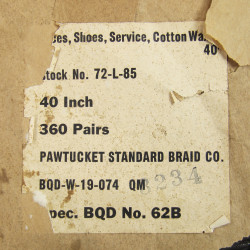 ces, Shoes, Service, Cotton Wa
40
tock No. 72-L-85
40 Inch
360 Pairs
PAWTUCKET STANDARD BRAID CO.
BQD-W-19-074 QM 234
pec. BQD No. 62B